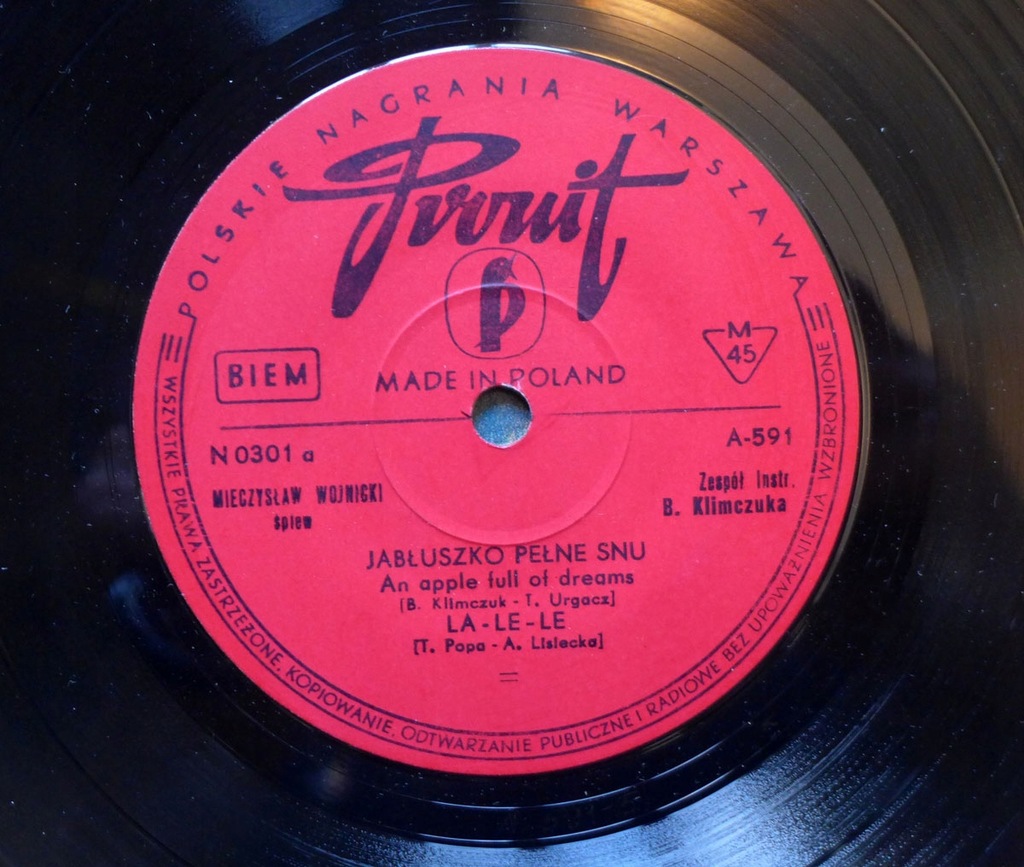 POLSKIE NAGRANIA WARSZAWA
Pronit
P
BIEM
MADE IN POLAND
M
45
N 0301 a
A-591
MIECZYSŁAW WOJNICKI
śpiew
Zespół Instr.
B. Klimczuka
JABŁUSZKO PEŁNE SNU
An apple full of dreams
[B. Klimczuk - T. Urgacz]
LA-LE-LE
[T. Popa - A. Lisiecka]
=
WSZYSTKIE PRAWA ZASTRZEŻONE. KOPIOWANIE, ODTWARZANIE PUBLICZNE I RADIOWE BEZ UPOWAŻNIENIA WZBRONIONE